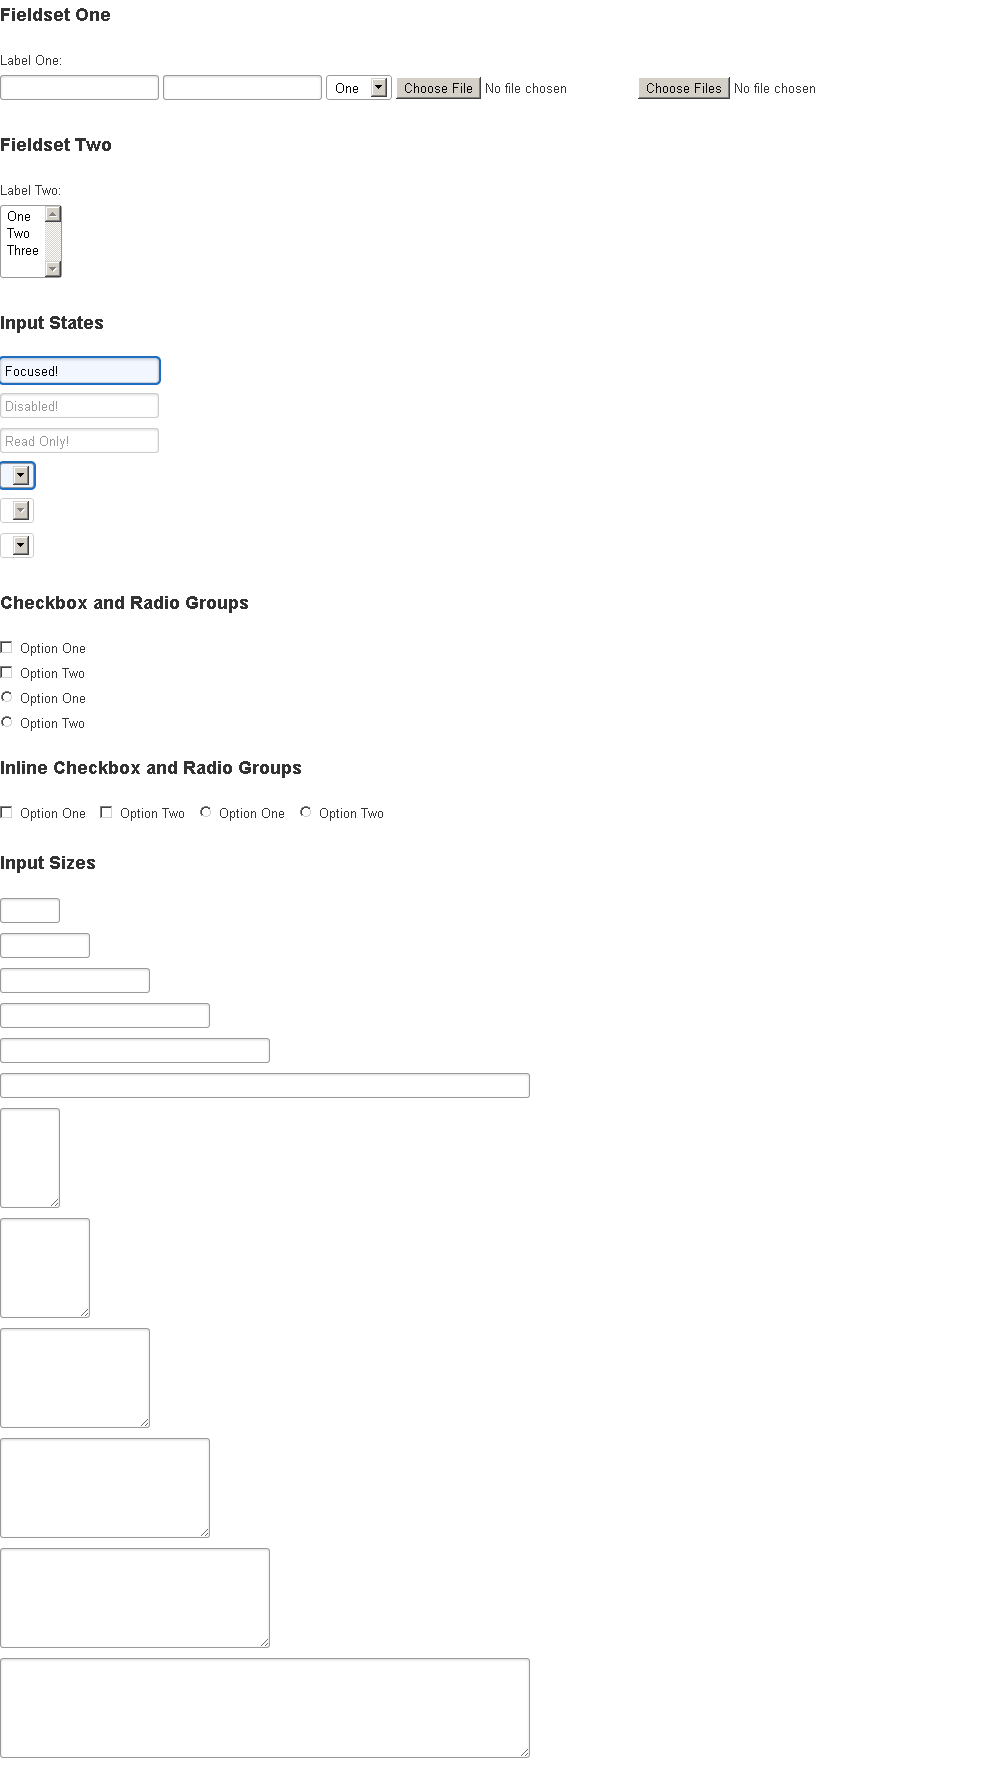 Fieldset One
Label One:
One Choose File No file chosen Choose Files No file chosen
Fieldset Two
Label Two:
One
Two
Three
Input States
Focused!
Disabled!
Read Only!
Checkbox and Radio Groups
Option One
Option Two
Option One
Option Two
Inline Checkbox and Radio Groups
Option One Option Two Option One Option Two
Input Sizes